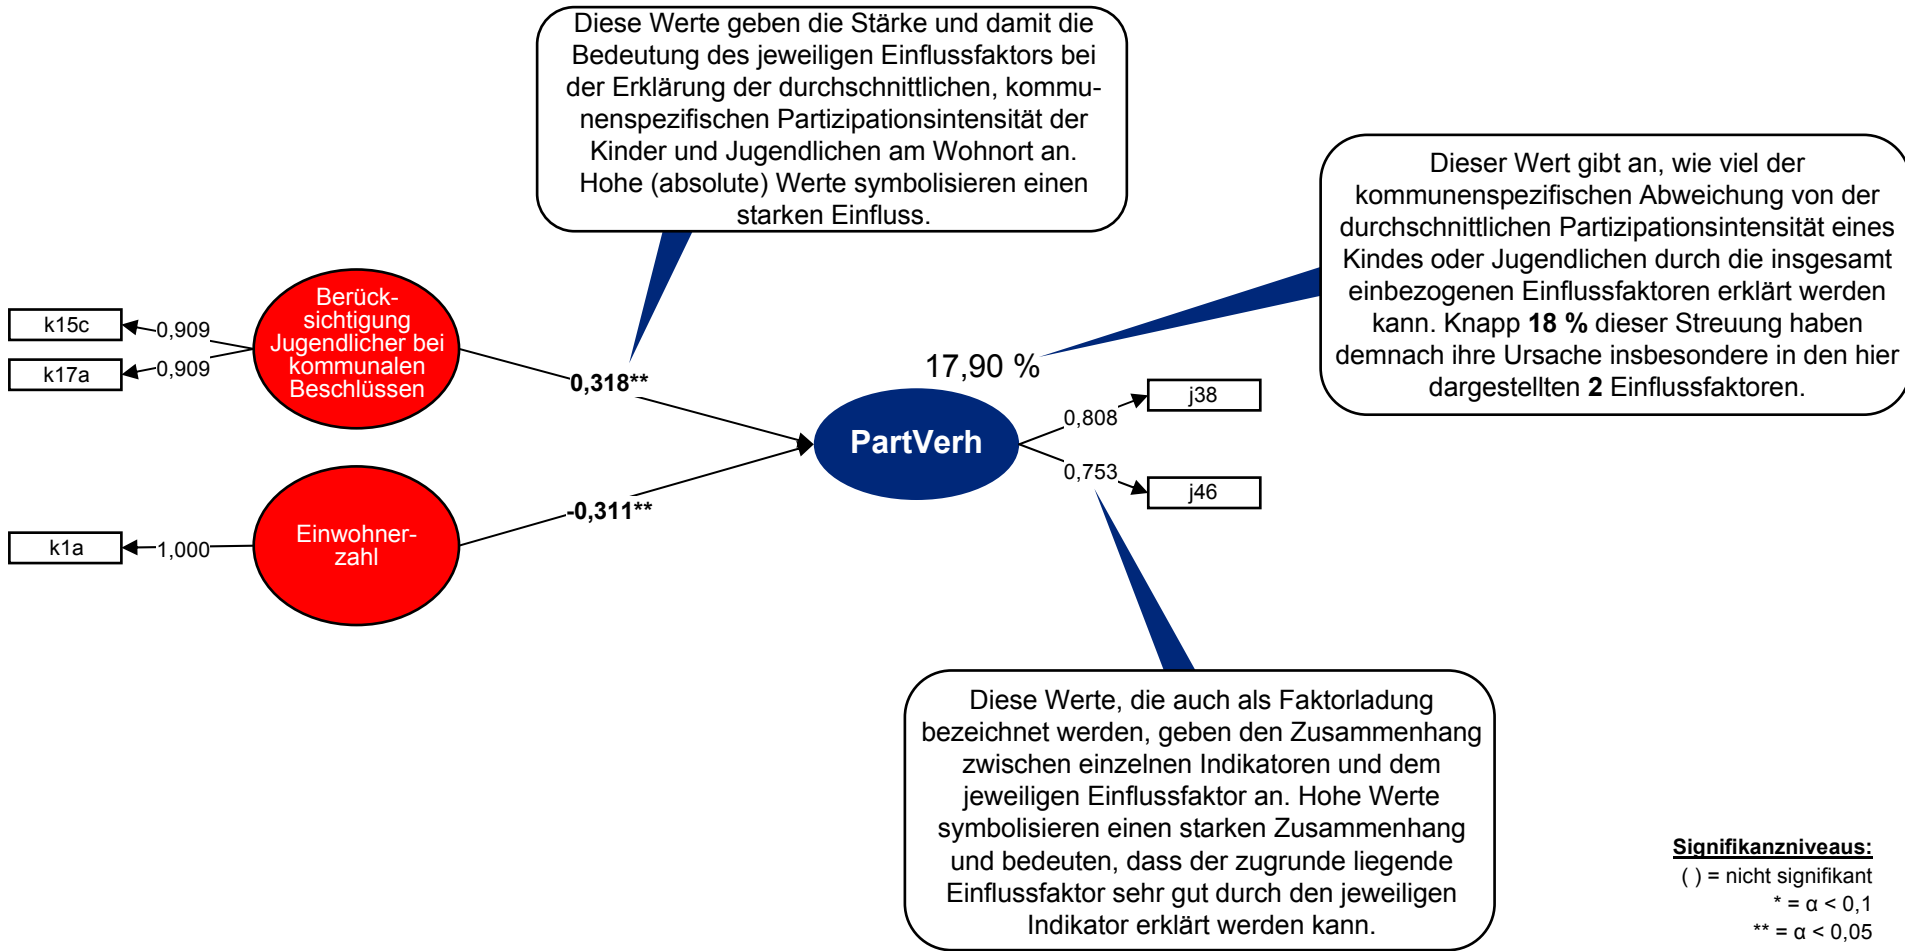 Diese Werte geben die Stärke und damit die
Bedeutung des jeweiligen Einflussfaktors bei
der Erklärung der durchschnittlichen, kommu-
nenspezifischen Partizipationsintensität der
Kinder und Jugendlichen am Wohnort an.
Hohe (absolute) Werte symbolisieren einen
starken Einfluss.
Dieser Wert gibt an, wie viel der
kommunenspezifischen Abweichung von der
durchschnittlichen Partizipationsintensität eines
Kindes oder Jugendlichen durch die insgesamt
einbezogenen Einflussfaktoren erklärt werden
kann. Knapp 18 % dieser Streuung haben
demnach ihre Ursache insbesondere in den hier
dargestellten 2 Einflussfaktoren.
k15c
0,909
k17a
0,909
Berück-
sichtigung
Jugendlicher bei
kommunalen
Beschlüssen
0,318**
17,90 %
PartVerh
0,808
j38
0,753
j46
k1a
1,000
Einwohner-
zahl
-0,311**
Diese Werte, die auch als Faktorladung
bezeichnet werden, geben den Zusammenhang
zwischen einzelnen Indikatoren und dem
jeweiligen Einflussfaktor an. Hohe Werte
symbolisieren einen starken Zusammenhang
und bedeuten, dass der zugrunde liegende
Einflussfaktor sehr gut durch den jeweiligen
Indikator erklärt werden kann.
Signifikanzniveaus:
( ) = nicht signifikant
* = α < 0,1
** = α < 0,05